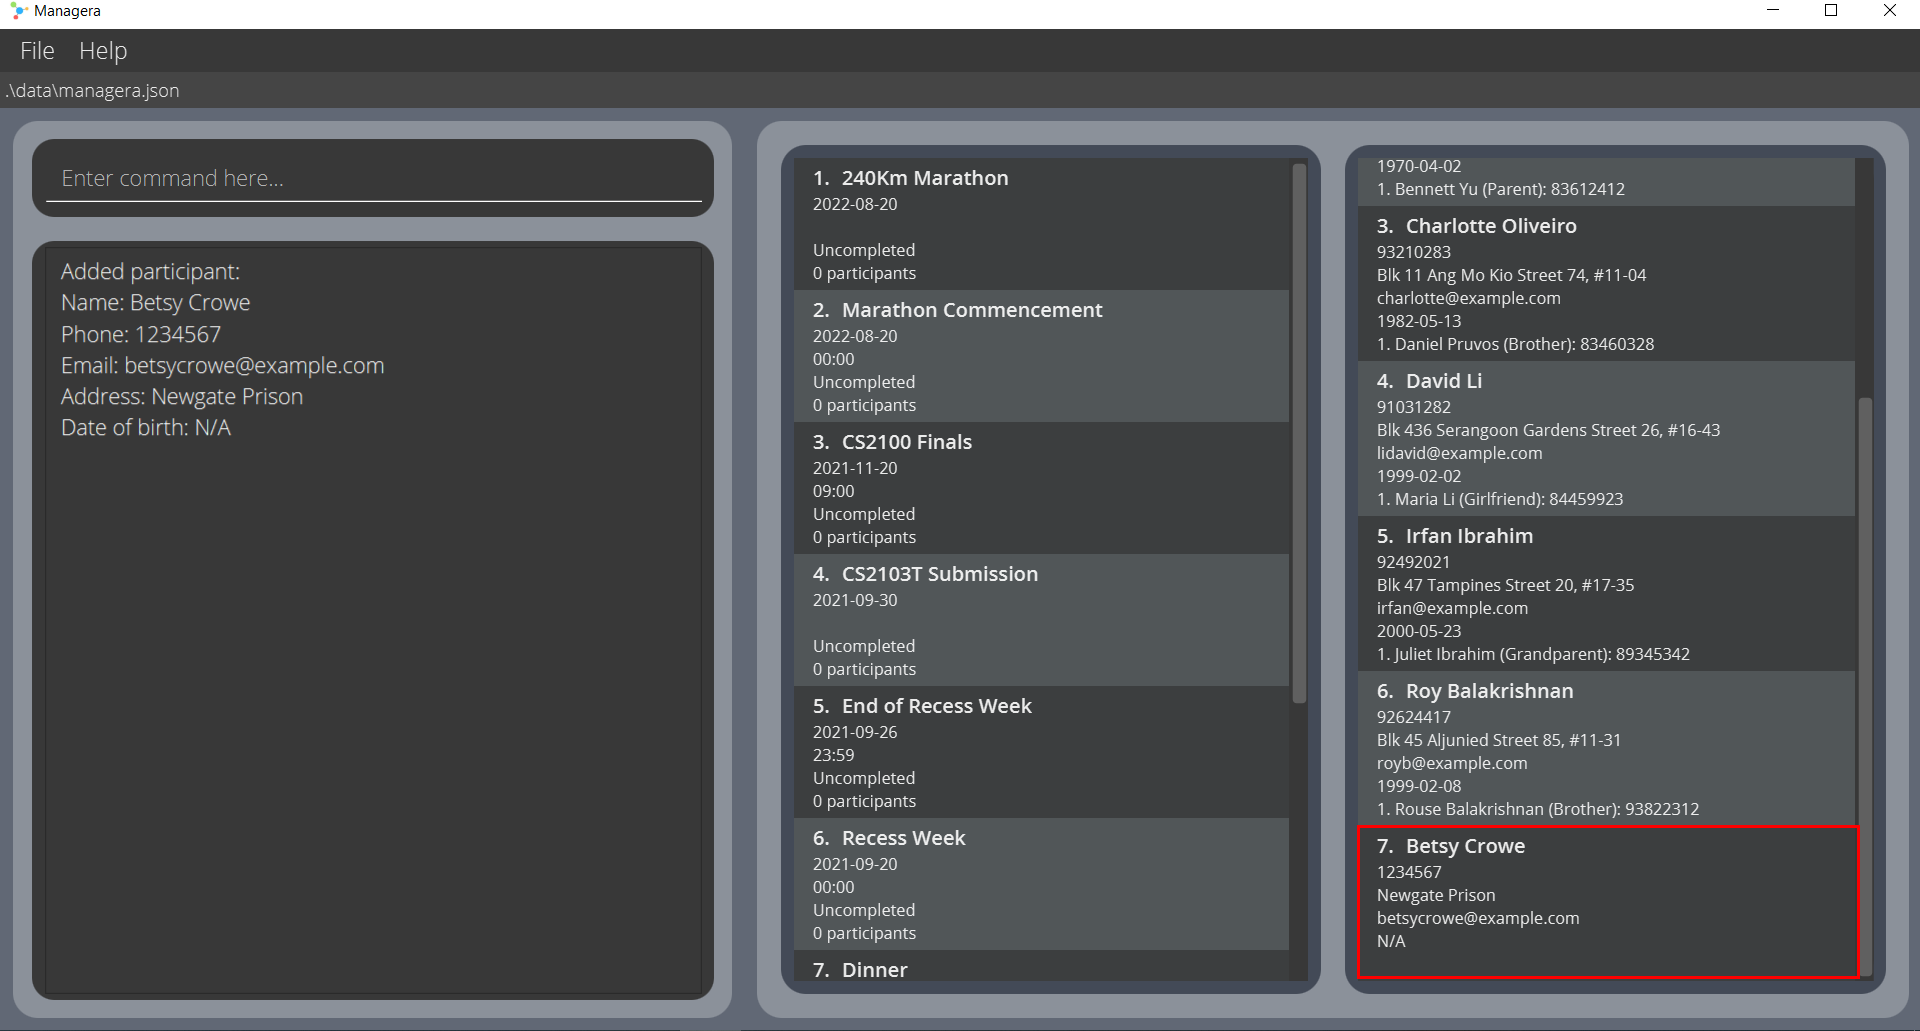 Managera
File Help
.\data\managera.json
Enter command here...
Added participant:
Name: Betsy Crowe
Phone: 1234567
Email: betsycrowe@example.com
Address: Newgate Prison
Date of birth: N/A
1. 240Km Marathon
2022-08-20
Uncompleted
0 participants
2. Marathon Commencement
2022-08-20
00:00
Uncompleted
0 participants
3. CS2100 Finals
2021-11-20
09:00
Uncompleted
0 participants
4. CS2103T Submission
2021-09-30
Uncompleted
0 participants
5. End of Recess Week
2021-09-26
23:59
Uncompleted
0 participants
6. Recess Week
2021-09-20
00:00
Uncompleted
0 participants
7. Dinner
1970-04-02
1. Bennett Yu (Parent): 83612412
3. Charlotte Oliveiro
93210283
Blk 11 Ang Mo Kio Street 74, #11-04
charlotte@example.com
1982-05-13
1. Daniel Pruvos (Brother): 83460328
4. David Li
91031282
Blk 436 Serangoon Gardens Street 26, #16-43
lidavid@example.com
1999-02-02
1. Maria Li (Girlfriend): 84459923
5. Irfan Ibrahim
92492021
Blk 47 Tampines Street 20, #17-35
irfan@example.com
2000-05-23
1. Juliet Ibrahim (Grandparent): 89345342
6. Roy Balakrishnan
92624417
Blk 45 Aljunied Street 85, #11-31
royb@example.com
1999-02-08
1. Rouse Balakrishnan (Brother): 93822312
7. Betsy Crowe
1234567
Newgate Prison
betsycrowe@example.com
N/A